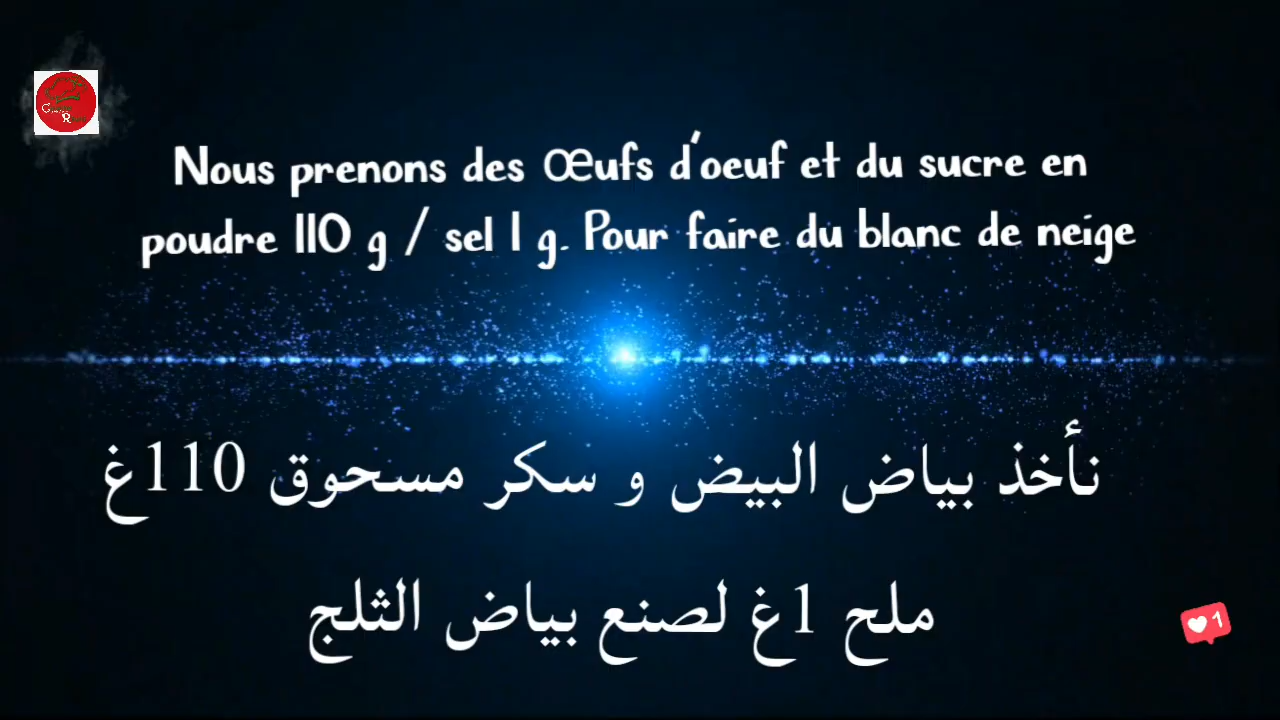 Nous prenons des œufs d'oeuf et du sucre en
poudre 110 g / sel 1 g. Pour faire du blanc de neige
نأخذ بياض البيض و سكر مسحوق 110غ
ملح 1غ لصنع بياض الثلج
1